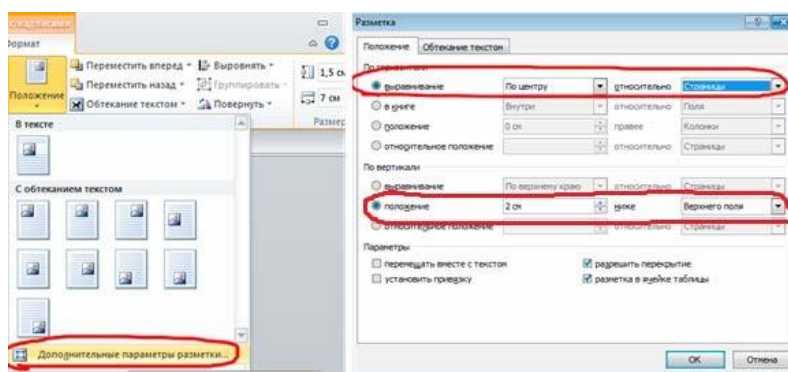 Формат
Переместить вперед
Выровнять
1,5 см
Положение
Переместить назад
Группировать
Обтекание текстом
Повернуть
7 см
Размер
В тексте
С обтеканием текстом
Дополнительные параметры разметки...
Разметка
Положение
Обтекание текстом
выравнивание
По центру
относительно
Страницы
в книге
Внутри
относительно
Поля
положение
0 см
правее
Колонки
относительное положение
относительно
Страницы
По вертикали
выравнивание
По верхнему краю
относительно
Страницы
положение
2 см
ниже
Верхнего поля
относительное положение
относительно
Страницы
Параметры
перемещать вместе с текстом
разрешить перекрытие
установить привязку
разметка в ячейке таблицы
ОК
Отмена